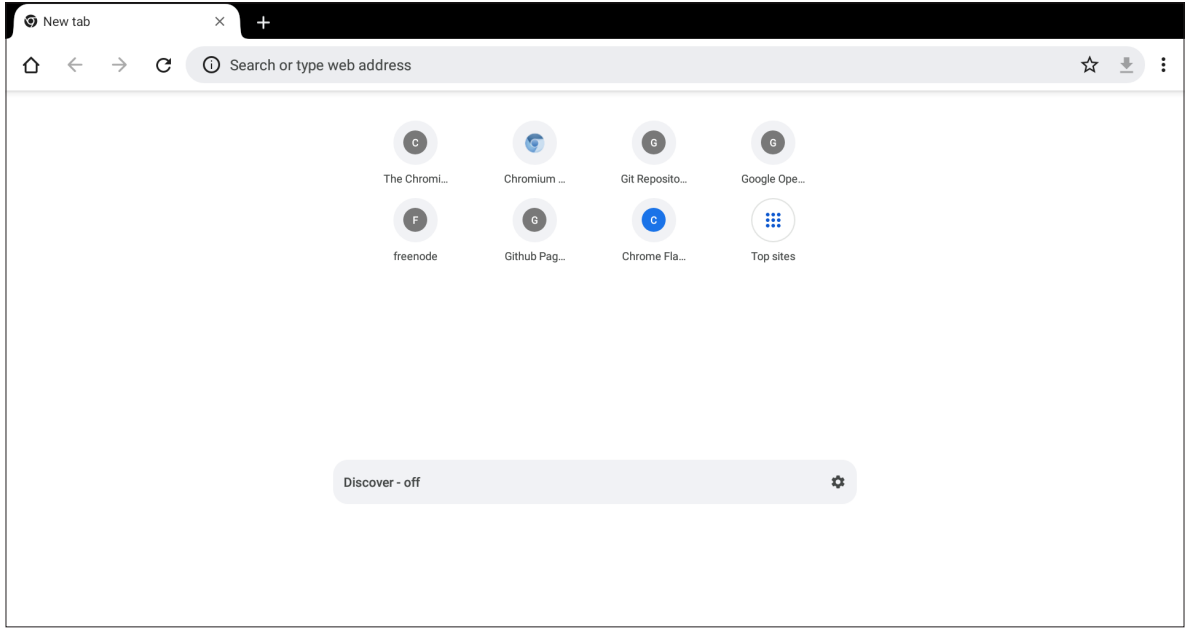 New tab
Search or type web address
C G G
The Chromi... Chromium ... Git Reposito... Google Ope...
F G C
freenode Github Pag... Chrome Fla... Top sites
Discover - off